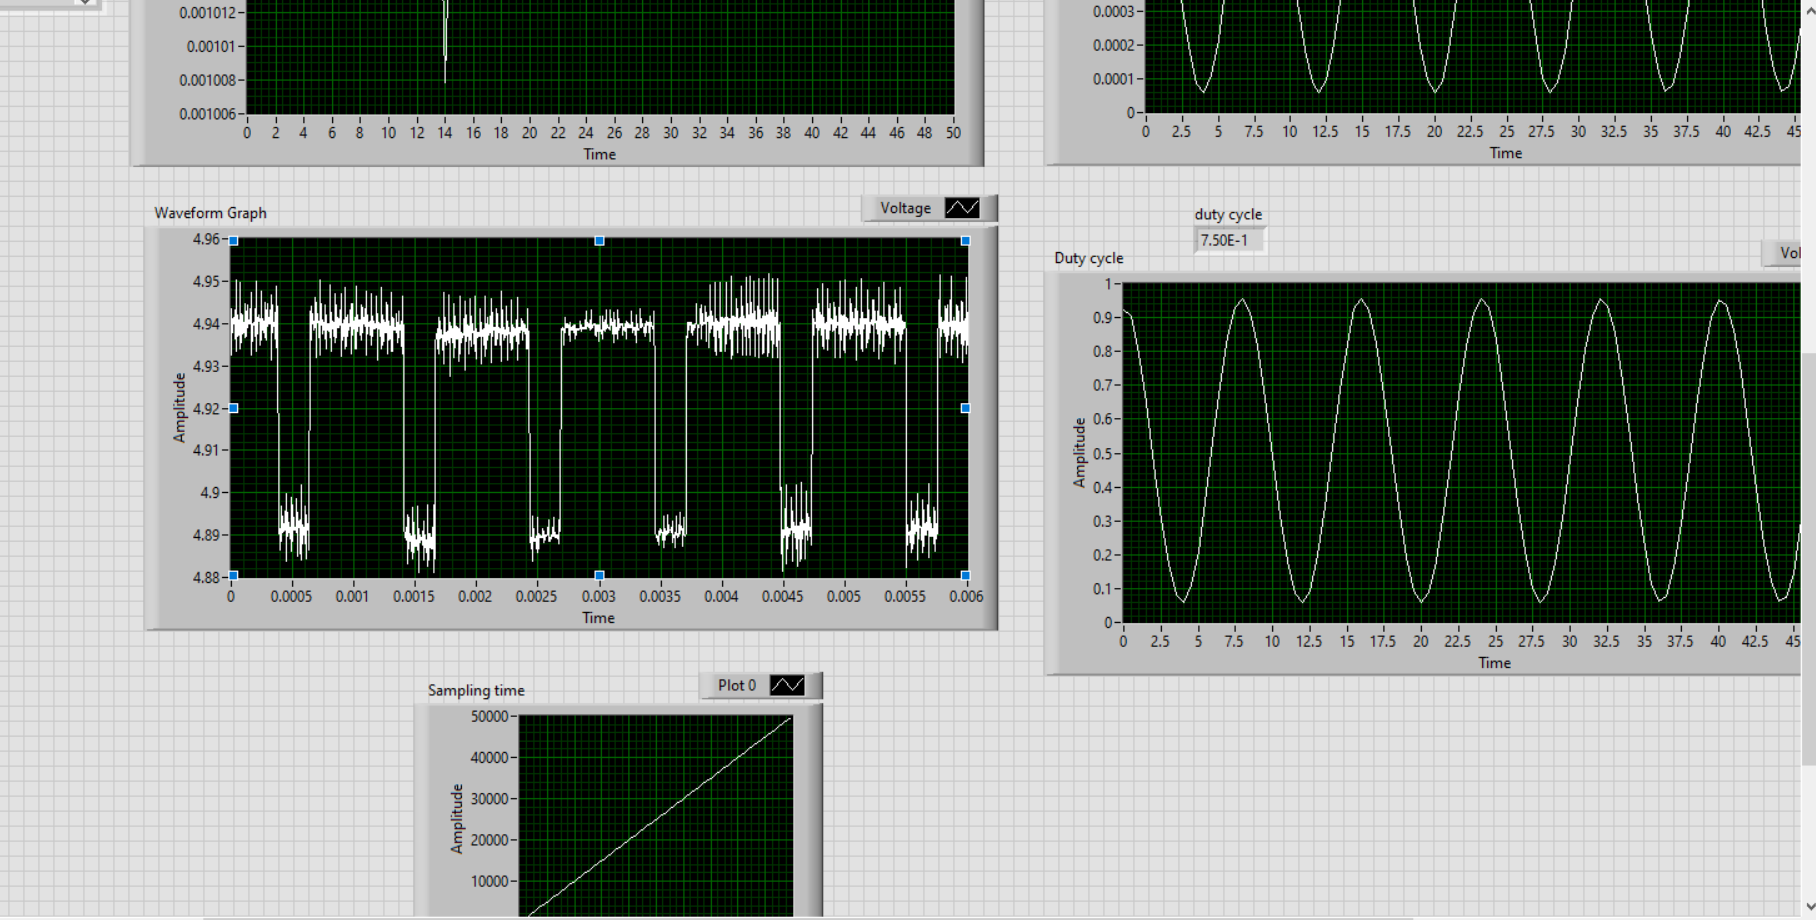 0.001012
0.00101
0.001008
0.001006
0 2 4 6 8 10 12 14 16 18 20 22 24 26 28 30 32 34 36 38 40 42 44 46 48 50
Time
0.0003
0.0002
0.0001
0
0 2.5 5 7.5 10 12.5 15 17.5 20 22.5 25 27.5 30 32.5 35 37.5 40 42.5 45
Time
Waveform Graph
Voltage
4.96
4.95
4.94
4.93
4.92
4.91
4.9
4.89
4.88
Amplitude
0 0.0005 0.001 0.0015 0.002 0.0025 0.003 0.0035 0.004 0.0045 0.005 0.0055 0.006
Time
duty cycle
7.50E-1
Duty cycle
Vol
1
0.9
0.8
0.7
0.6
0.5
0.4
0.3
0.2
0.1
0
Amplitude
0 2.5 5 7.5 10 12.5 15 17.5 20 22.5 25 27.5 30 32.5 35 37.5 40 42.5 45
Time
Sampling time
Plot 0
50000
40000
30000
20000
10000
Amplitude